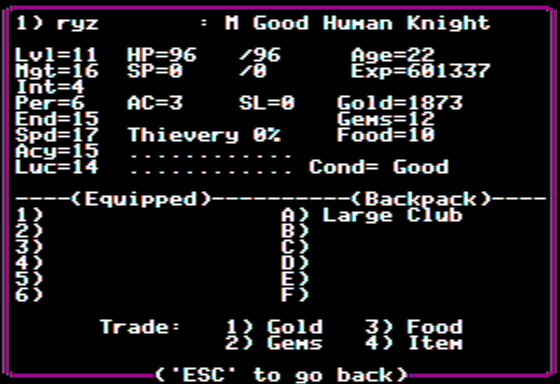 1) ryz : M Good Human Knight
Lvl=11 HP=96 /96 Age=22
Mgt=16 SP=0 /0 Exp=601337
Int=4
Per=6 AC=3 SL=0 Gold=1873
End=15 Gems=12
Spd=17 Thievery 0% Food=10
Acy=15 ............
Luc=14 ............ Cond= Good
----(Equipped)----------(Backpack)----
1) A) Large Club
2) B)
3) C)
4) D)
5) E)
6) F)
Trade: 1) Gold 3) Food
2) Gems 4) Item
('ESC' to go back)